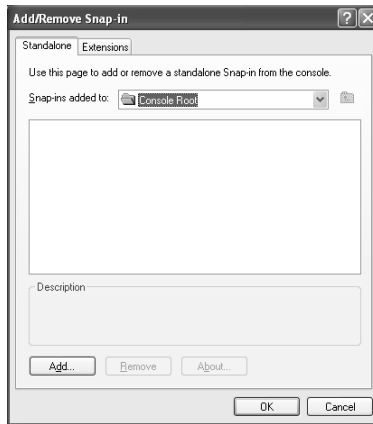 Add/Remove Snap-in
Standalone Extensions
Use this page to add or remove a standalone Snap-in from the console.
Snap-ins added to: Console Root
Description
Add... Remove About...
OK Cancel